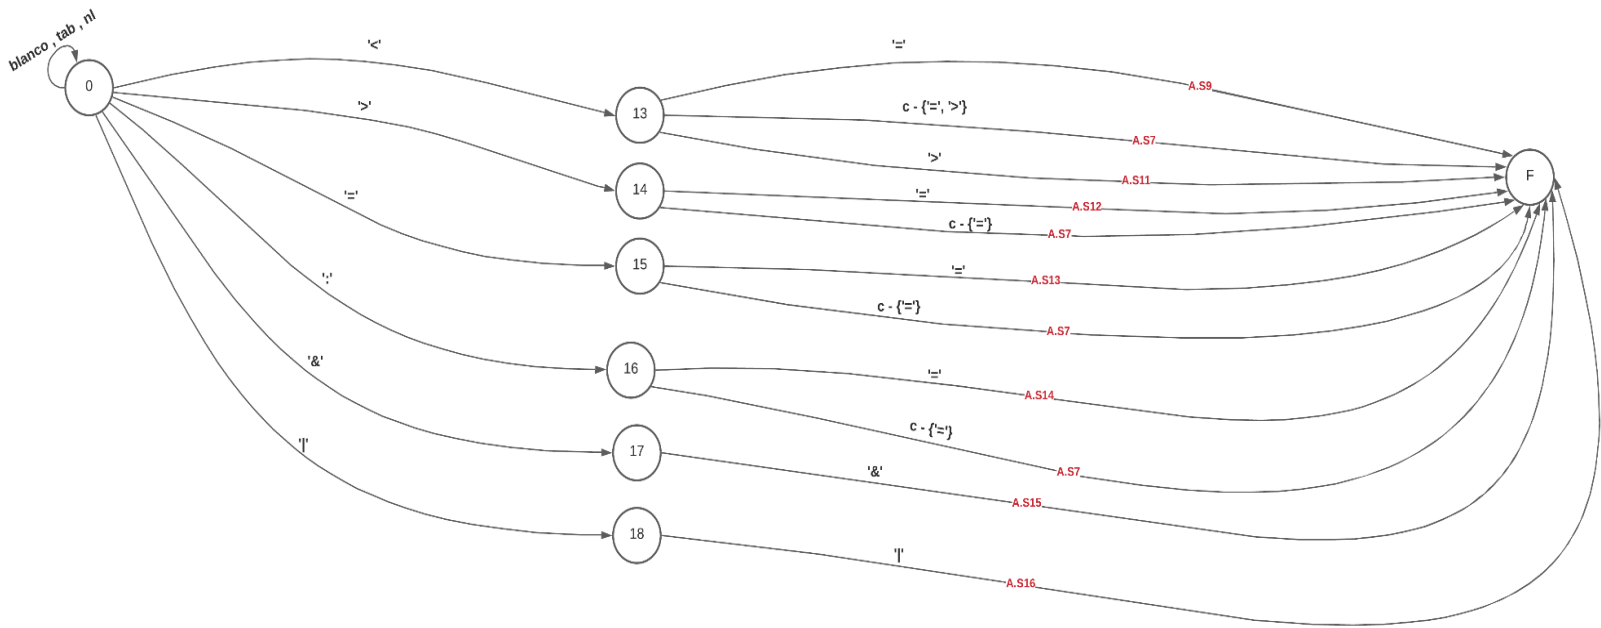 blanco , tab , nl
0
'<'
'>'
'='
':'
'&'
'|'
13
14
15
16
17
18
'='
A.S9
c - {'=', '>'}
A.S7
'>'
A.S11
'='
A.S12
c - {'='}
A.S7
'='
A.S13
c - {'='}
A.S7
'='
A.S14
c - {'='}
A.S7
'&'
A.S15
'|'
A.S16
F